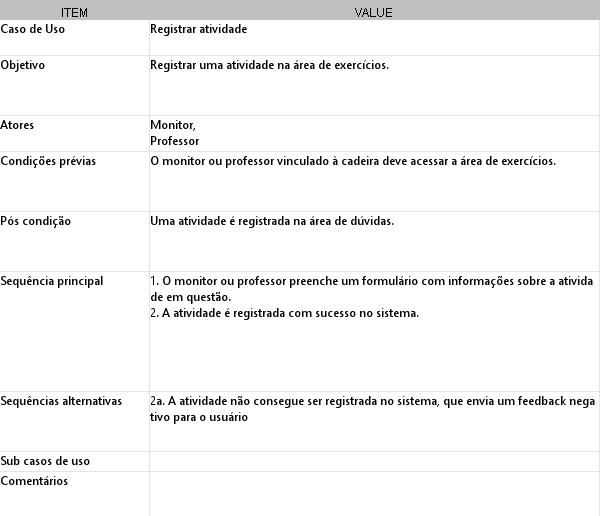 ITEM VALUE
Caso de Uso Registrar atividade
Objetivo Registrar uma atividade na área de exercícios.
Atores Monitor,
Professor
Condições prévias O monitor ou professor vinculado à cadeira deve acessar a área de exercícios.
Pós condição Uma atividade é registrada na área de dúvidas.
Sequência principal 1. O monitor ou professor preenche um formulário com informações sobre a ativida
de em questão.
2. A atividade é registrada com sucesso no sistema.
Sequências alternativas 2a. A atividade não consegue ser registrada no sistema, que envia um feedback nega
tivo para o usuário
Sub casos de uso
Comentários